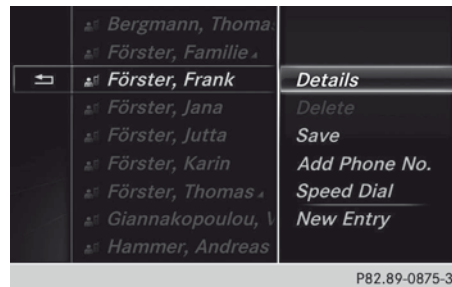 Bergmann, Thoma
Förster, Familie
Förster, Frank
Förster, Jana
Förster, Jutta
Förster, Karin
Förster, Thomas
Giannakopoulou, V
Hammer, Andreas
Details
Delete
Save
Add Phone No.
Speed Dial
New Entry
P82.89-0875-3